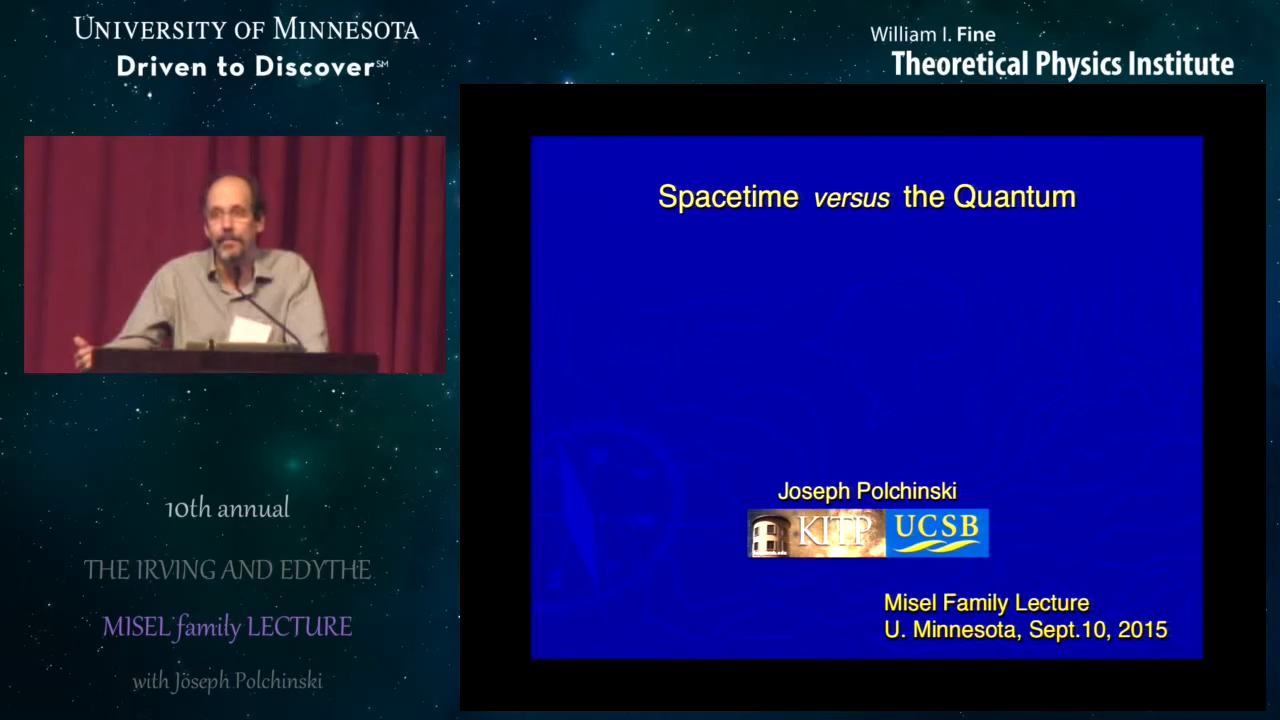 UNIVERSITY OF MINNESOTA
Driven to Discover℠
William I. Fine
Theoretical Physics Institute
Spacetime versus the Quantum
Joseph Polchinski
KITP UCSB
Misel Family Lecture
U. Minnesota, Sept.10, 2015
10th annual
THE IRVING AND EDYTHE
MISEL family LECTURE
with Joseph Polchinski